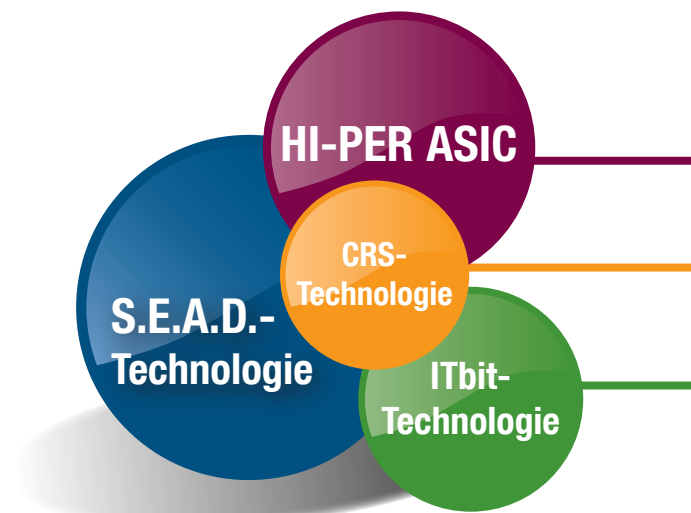 HI-PER ASIC
CRS-
Technologie
S.E.A.D.-
Technologie
ITbit-
Technologie